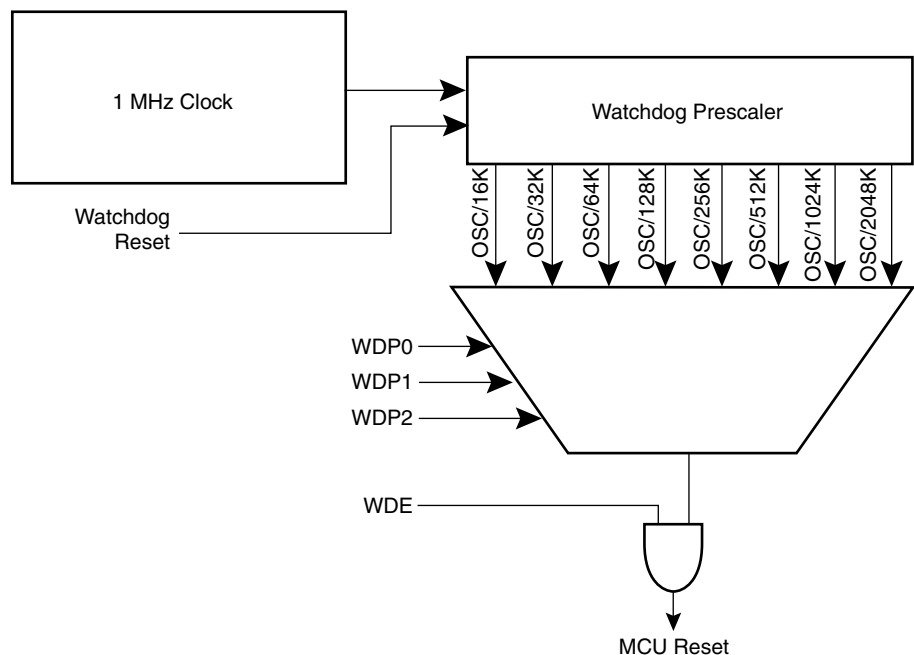 1 MHz Clock
Watchdog Prescaler
Watchdog
Reset
OSC/16K
OSC/32K
OSC/64K
OSC/128K
OSC/256K
OSC/512K
OSC/1024K
OSC/2048K
WDP0
WDP1
WDP2
WDE
MCU Reset